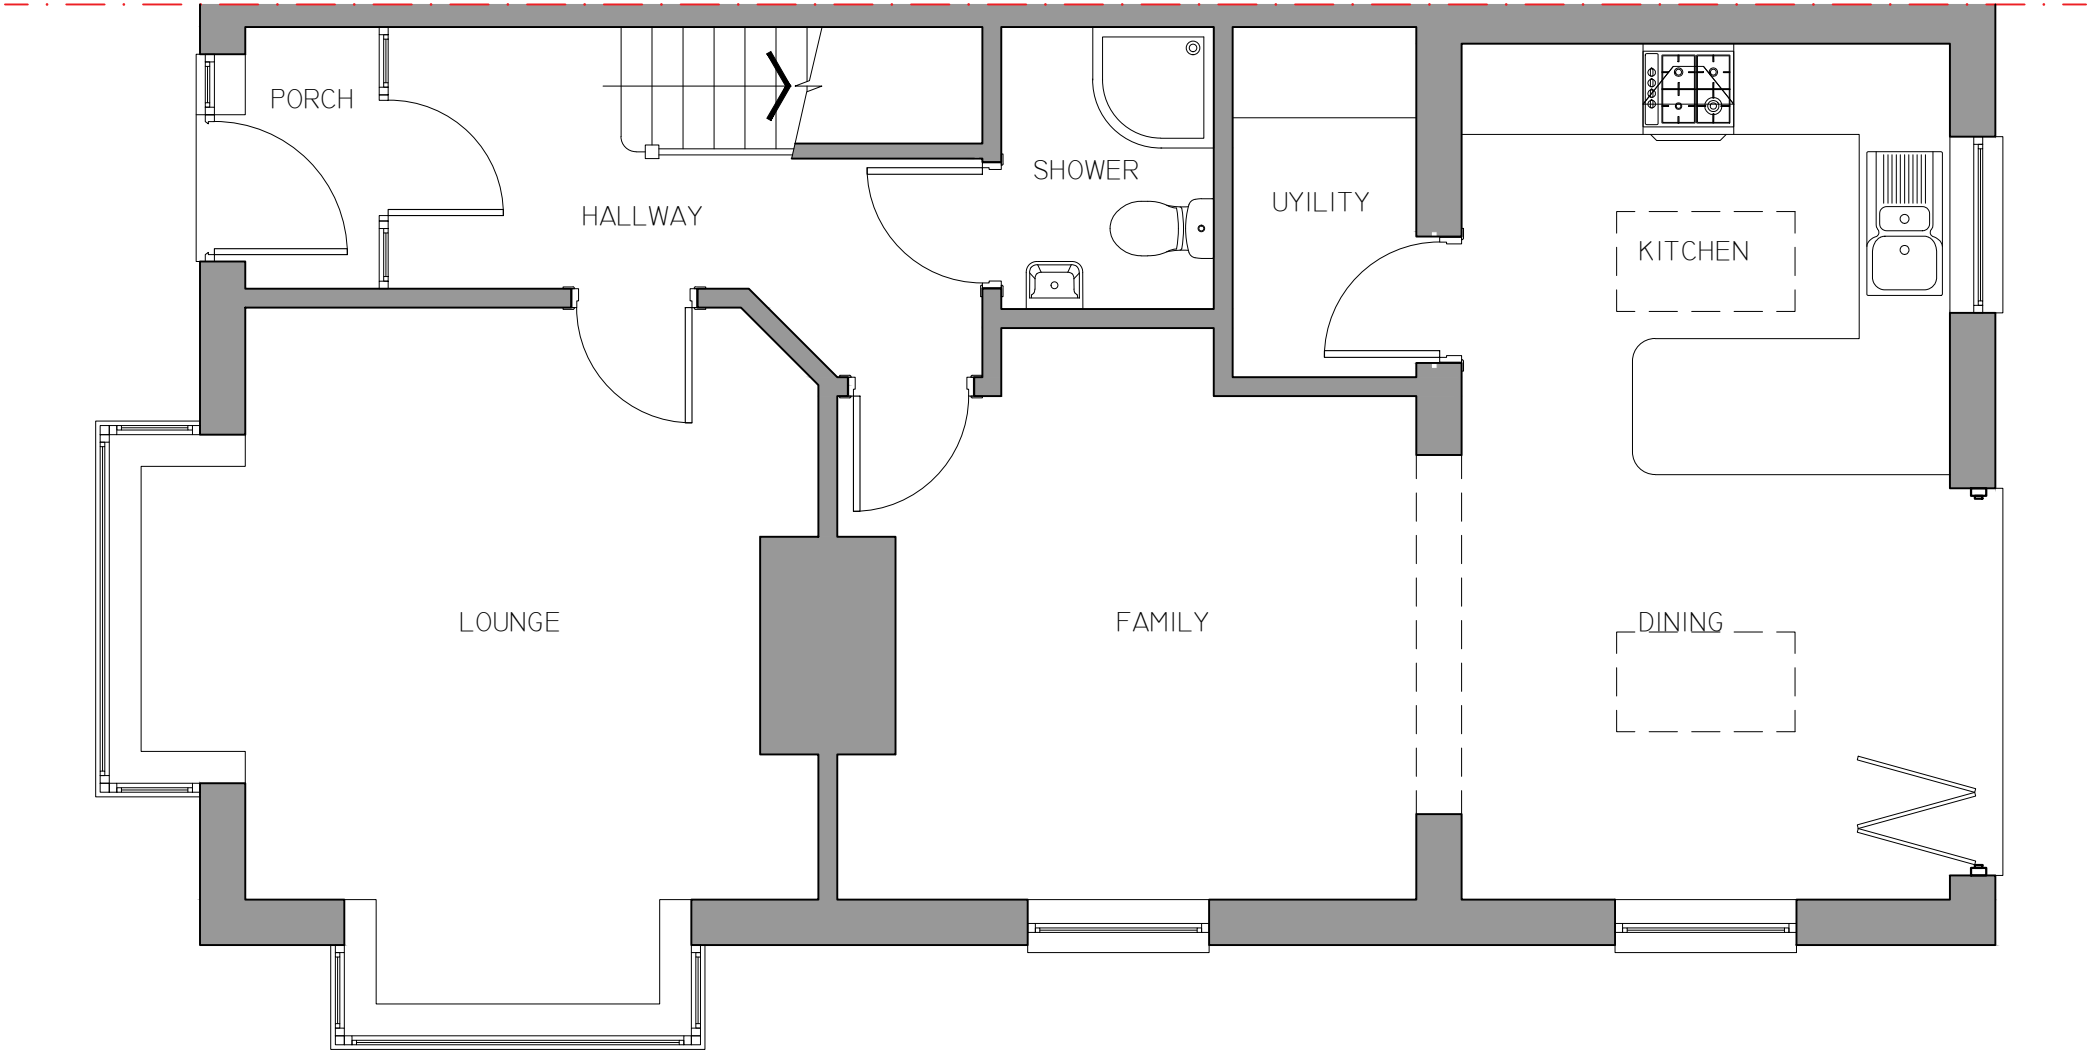 PORCH
SHOWER
UYILITY
HALLWAY
KITCHEN
LOUNGE
FAMILY
DINING